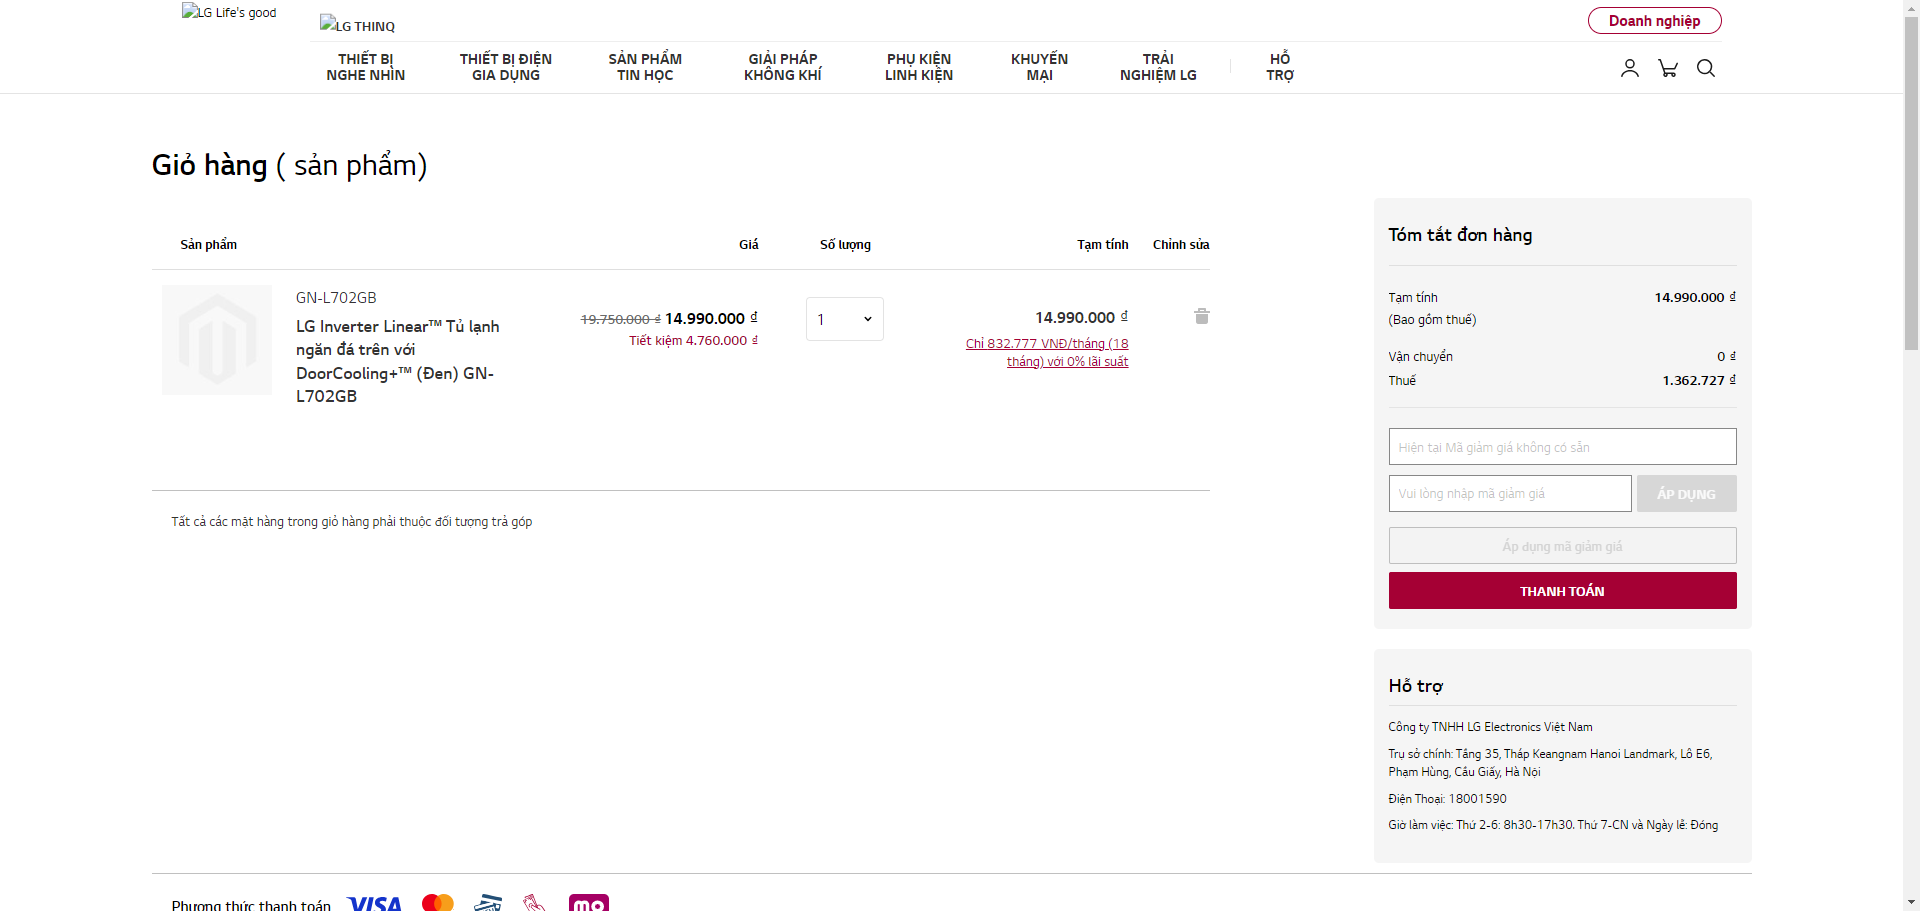 LG Life's good
LG THINQ
Doanh nghiệp
THIẾT BỊ
NGHE NHÌN
THIẾT BỊ ĐIỆN
GIA DỤNG
SẢN PHẨM
TIN HỌC
GIẢI PHÁP
KHÔNG KHÍ
PHỤ KIỆN
LINH KIỆN
KHUYẾN
MẠI
TRẢI
NGHIỆM LG
HỖ
TRỢ
Giỏ hàng ( sản phẩm)
Sản phẩm Giá Số lượng Tạm tính Chỉnh sửa
GN-L702GB
LG Inverter Linear™ Tủ lạnh
ngăn đá trên với
DoorCooling+™ (Đen) GN-
L702GB
19.750.000 ₫ 14.990.000 ₫
Tiết kiệm 4.760.000 ₫
1
14.990.000 ₫
Chỉ 832.777 VNĐ/tháng (18
tháng) với 0% lãi suất
Tất cả các mặt hàng trong giỏ hàng phải thuộc đối tượng trả góp
Tóm tắt đơn hàng
Tạm tính 14.990.000 ₫
(Bao gồm thuế)
Vận chuyển 0 ₫
Thuế 1.362.727 ₫
Hiện tại Mã giảm giá không có sẵn
Vui lòng nhập mã giảm giá ÁP DỤNG
Áp dụng mã giảm giá
THANH TOÁN
Hỗ trợ
Công ty TNHH LG Electronics Việt Nam
Trụ sở chính: Tầng 35, Tháp Keangnam Hanoi Landmark, Lô E6,
Phạm Hùng, Cầu Giấy, Hà Nội
Điện Thoại: 18001590
Giờ làm việc: Thứ 2-6: 8h30-17h30. Thứ 7-CN và Ngày lễ: Đóng
Phương thức thanh toán VISA mo